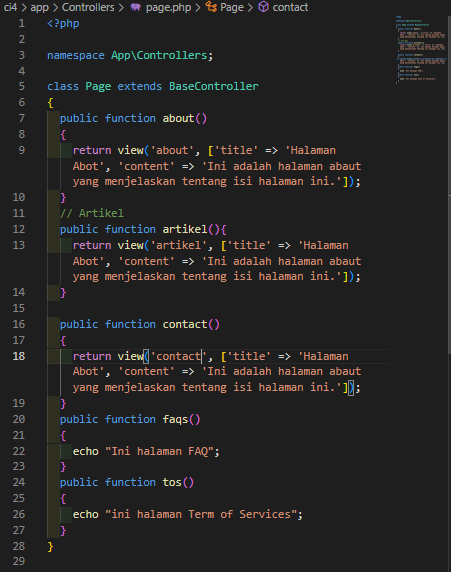 ci4 > app > Controllers > page.php > Page > contact
1 <?php
2
3 namespace App\Controllers;
4
5 class Page extends BaseController
6 {
7 public function about()
8 {
9 return view('about', ['title' => 'Halaman
Abot', 'content' => 'Ini adalah halaman abaut
yang menjelaskan tentang isi halaman ini.']);
10 }
11 // Artikel
12 public function artikel(){
13 return view('artikel', ['title' => 'Halaman
Abot', 'content' => 'Ini adalah halaman abaut
yang menjelaskan tentang isi halaman ini.']);
14 }
15
16 public function contact()
17 {
18 return view('contact', ['title' => 'Halaman
Abot', 'content' => 'Ini adalah halaman abaut
yang menjelaskan tentang isi halaman ini.']);
19 }
20 public function faqs()
21 {
22 echo "Ini halaman FAQ";
23 }
24 public function tos()
25 {
26 echo "ini halaman Term of Services";
27 }
28 }
29